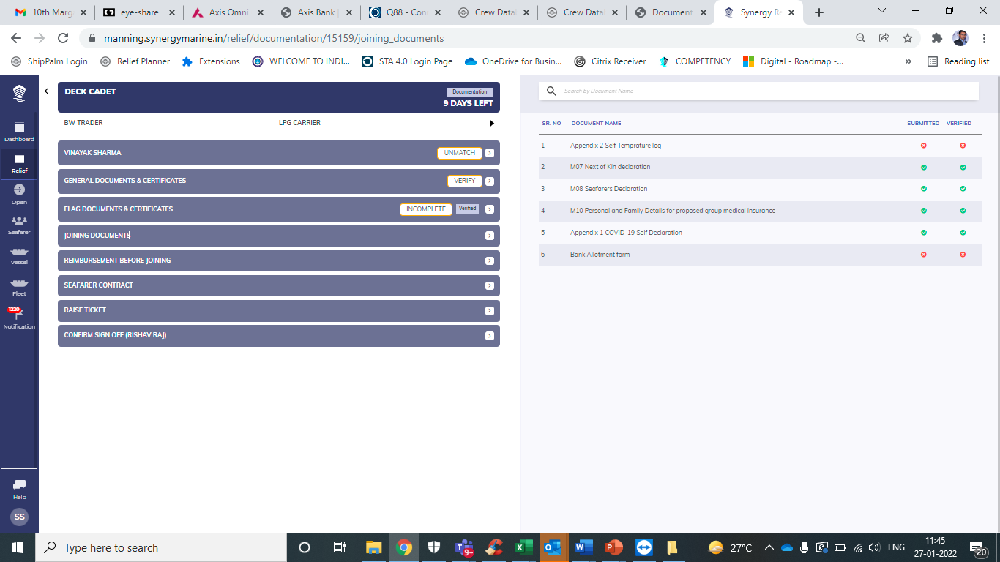 10th Marg
eye-share
Axis Omni
Axis Bank |
Q88 - Con
Crew Data
Crew Data
Document
Synergy Re
manning.synergymarine.in/relief/documentation/15159/joining_documents
ShipPalm Login
Relief Planner
Extensions
WELCOME TO INDI...
STA 4.0 Login Page
OneDrive for Busin...
Citrix Receiver
COMPETENCY
Digital - Roadmap -...
»
Reading list
Dashboard
Relief
Open
Seafarer
Vessel
Fleet
1220
Notification
Help
SS
DECK CADET
Documentation
9 DAYS LEFT
BW TRADER
LPG CARRIER
VINAYAK SHARMA
UNMATCH
GENERAL DOCUMENTS & CERTIFICATES
VERIFY
FLAG DOCUMENTS & CERTIFICATES
INCOMPLETE
Verified
JOINING DOCUMENTS
REIMBURSEMENT BEFORE JOINING
SEAFARER CONTRACT
RAISE TICKET
CONFIRM SIGN OFF (RISHAV RAJ)
Search by Document Name
SR. NO DOCUMENT NAME SUBMITTED VERIFIED
1 Appendix 2 Self Temprature log
2 M07 Next of Kin declaration
3 M08 Seafarers Declaration
4 M10 Personal and Family Details for proposed group medical insurance
5 Appendix 1 COVID-19 Self Declaration
6 Bank Allotment form
Type here to search
9+
27°C
ENG
11:45
27-01-2022
20